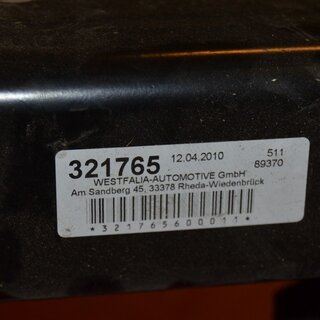 321765 12.04.2010 511
89370
WESTFALIA-AUTOMOTIVE GmbH
Am Sandberg 45, 33378 Rheda-Wiedenbrück
*321765600011*